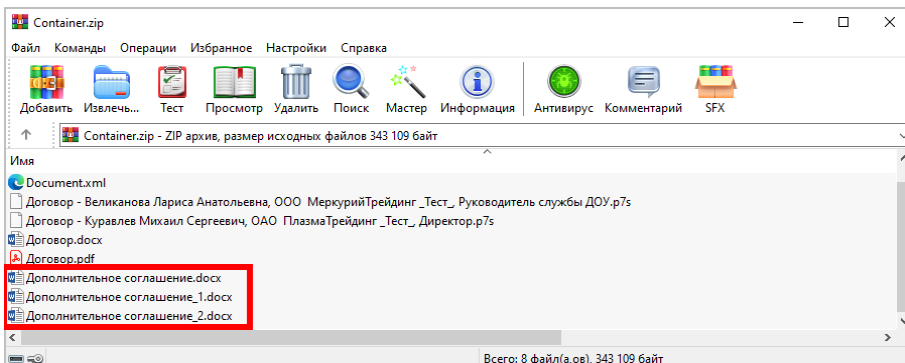 Container.zip
Файл Команды Операции Избранное Настройки Справка
Добавить Извлечь... Тест Просмотр Удалить Поиск Мастер Информация Антивирус Комментарий SFX
Container.zip - ZIP архив, размер исходных файлов 343 109 байт
Имя
Document.xml
Договор - Великанова Лариса Анатольевна, ООО МеркурийТрейдинг _Тест_, Руководитель службы ДОУ.p7s
Договор - Куравлев Михаил Сергеевич, ОАО ПлазмаТрейдинг _Тест_, Директор.p7s
Договор.docx
Договор.pdf
Дополнительное соглашение.docx
Дополнительное соглашение_1.docx
Дополнительное соглашение_2.docx
Всего: 8 файл(а,ов), 343 109 байт